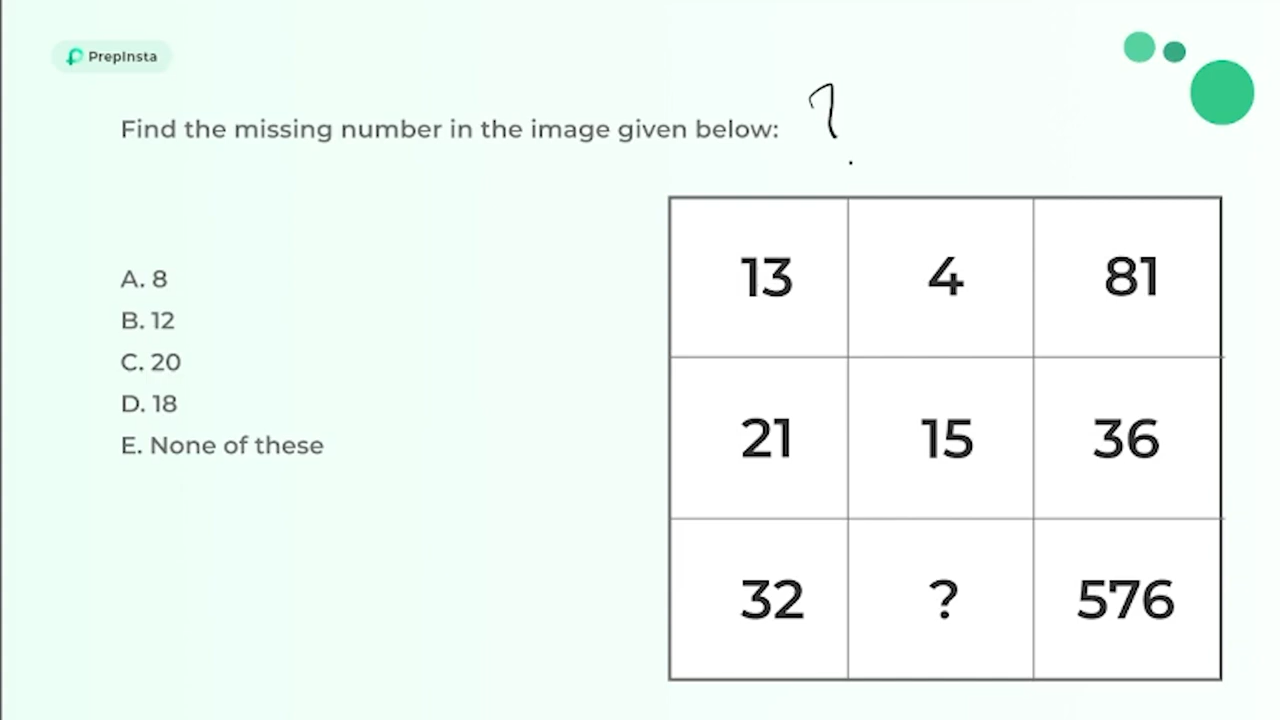 PrepInsta
Find the missing number in the image given below: ?
A. 8
B. 12
C. 20
D. 18
E. None of these
13 4 81
21 15 36
32 ? 576